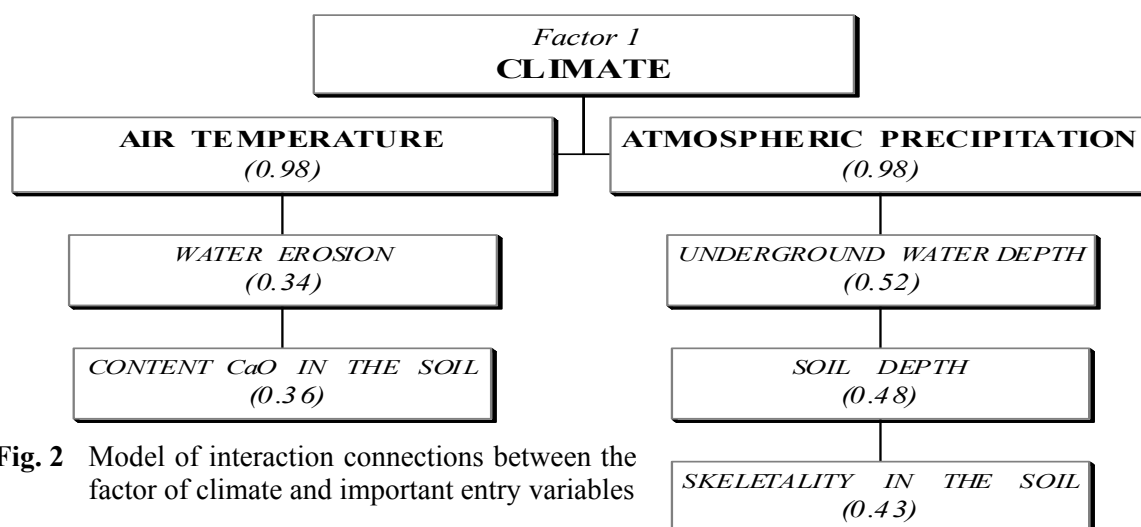 Factor 1
CLIMATE
AIR TEMPERATURE
(0.98)
ATMOSPHERIC PRECIPITATION
(0.98)
WATER EROSION
(0.34)
UNDERGROUND WATER DEPTH
(0.52)
CONTENT CaO IN THE SOIL
(0.36)
SOIL DEPTH
(0.48)
SKELETALITY IN THE SOIL
(0.43)
Fig. 2 Model of interaction connections between the
factor of climate and important entry variables